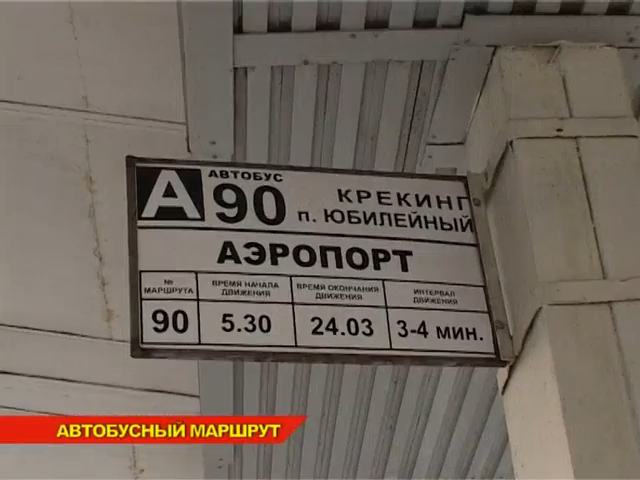 А АВТОБУС 90 КРЕКИНГ
п. ЮБИЛЕЙНЫЙ
АЭРОПОРТ
№ МАРШРУТА ВРЕМЯ НАЧАЛА ДВИЖЕНИЯ ВРЕМЯ ОКОНЧАНИЯ ДВИЖЕНИЯ ИНТЕРВАЛ ДВИЖЕНИЯ
90 5.30 24.03 3-4 мин.
АВТОБУСНЫЙ МАРШРУТ